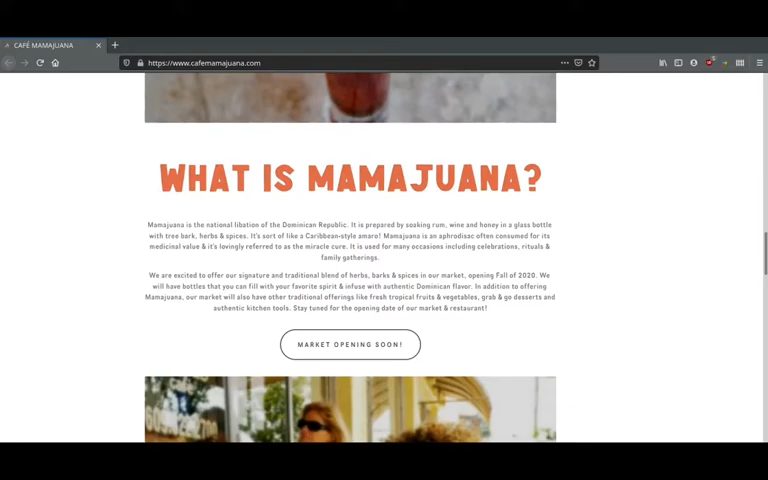 CAFÉ MAMAJUANA
https://www.cafemamajuana.com
WHAT IS MAMAJUANA?
Mamajuana is the national libation of the Dominican Republic. It is prepared by soaking rum, wine and honey in a glass bottle
with tree bark, herbs & spices. It's sort of like a Caribbean-style amaro! Mamajuana is an aphrodisac often consumed for its
medicinal value & it's lovingly referred to as the miracle cure. It is used for many occasions including celebrations, rituals &
family gatherings.
We are excited to offer our signature and traditional blend of herbs, barks & spices in our market, opening Fall of 2020. We
will have bottles that you can fill with your favorite spirit & infuse with authentic Dominican flavor. In addition to offering
Mamajuana, our market will also have other traditional offerings like fresh tropical fruits & vegetables, grab & go desserts and
authentic kitchen tools. Stay tuned for the opening date of our market & restaurant!
MARKET OPENING SOON!